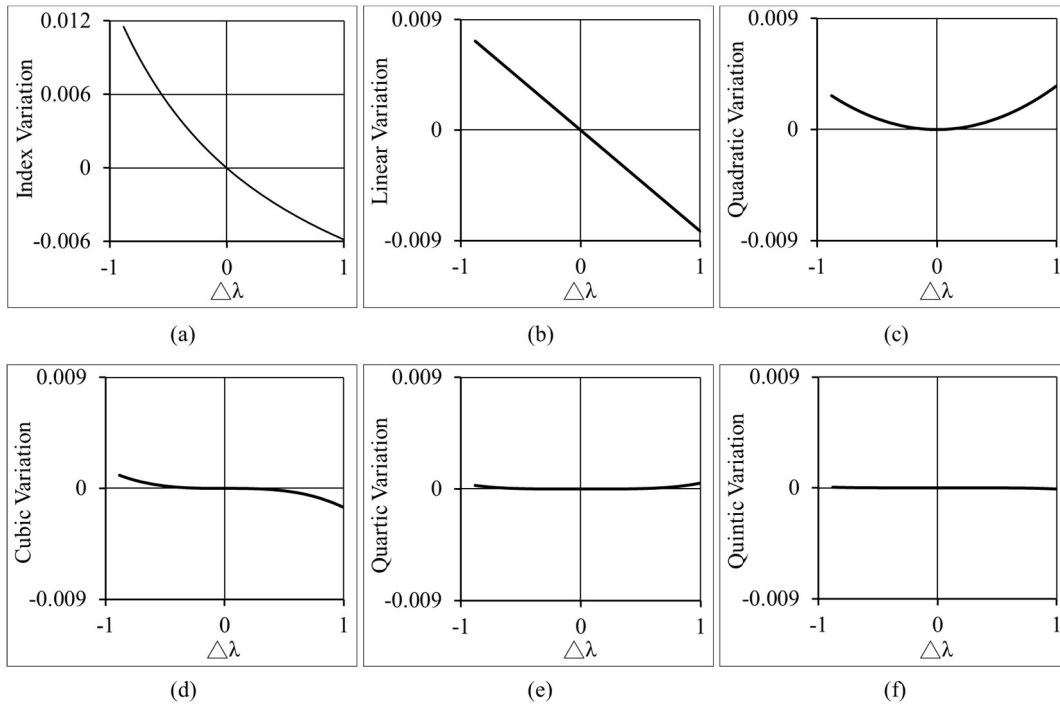 0.012
0.006
0
-0.006
Index Variation
-1 0 1
△λ
(a)
0.009
0
-0.009
Linear Variation
-1 0 1
△λ
(b)
0.009
0
-0.009
Quadratic Variation
-1 0 1
△λ
(c)
0.009
0
-0.009
Cubic Variation
-1 0 1
△λ
(d)
0.009
0
-0.009
Quartic Variation
-1 0 1
△λ
(e)
0.009
0
-0.009
Quintic Variation
-1 0 1
△λ
(f)